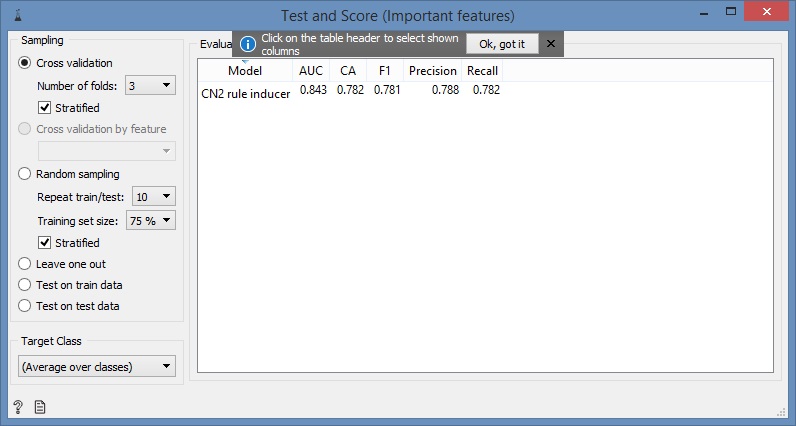 Test and Score (Important features)
Sampling
Cross validation
Number of folds: 3
Stratified
Cross validation by feature
Random sampling
Repeat train/test: 10
Training set size: 75 %
Stratified
Leave one out
Test on train data
Test on test data
Target Class
(Average over classes)
Click on the table header to select shown
columns
Ok, got it
Model AUC CA F1 Precision Recall
CN2 rule inducer 0.843 0.782 0.781 0.788 0.782